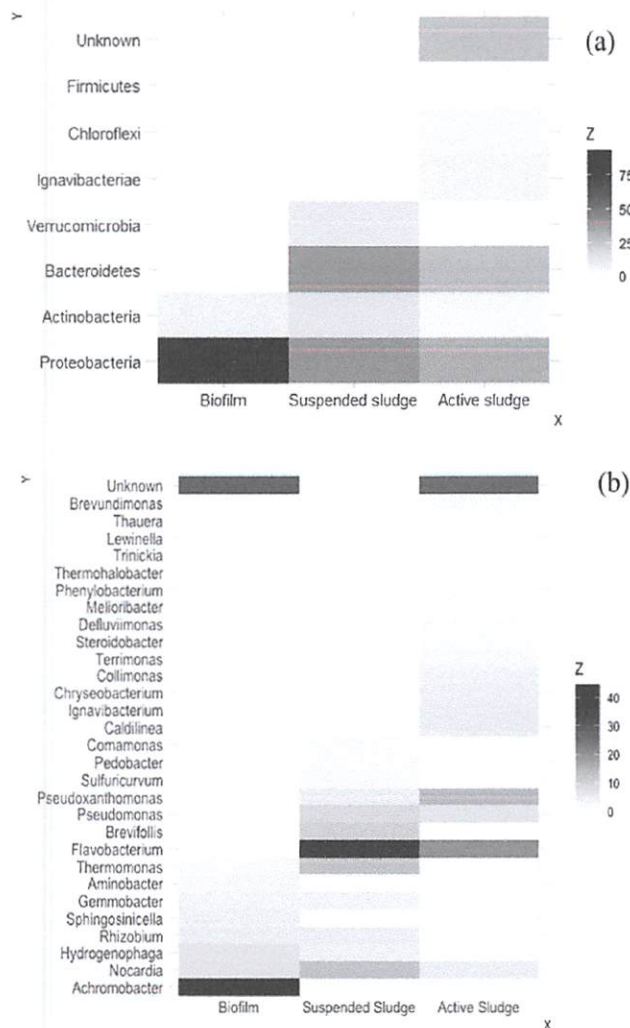 Y
(a)
Unknown
Firmicutes
Chloroflexi
Ignavibacteriae
Verrucomicrobia
Bacteroidetes
Actinobacteria
Proteobacteria
Z
75
50
25
0
Biofilm Suspended sludge Active sludge
X
Y
(b)
Unknown
Brevundimonas
Thauera
Lewinella
Trinickia
Thermohalobacter
Phenylobacterium
Melioribacter
Defluviimonas
Steroidobacter
Terrimonas
Collimonas
Chryseobacterium
Ignavibacterium
Caldilinea
Comamonas
Pedobacter
Sulfuricurvum
Pseudoxanthomonas
Pseudomonas
Brevifollis
Flavobacterium
Thermomonas
Aminobacter
Gemmobacter
Sphingosinicella
Rhizobium
Hydrogenophaga
Nocardia
Achromobacter
Z
40
30
20
10
0
Biofilm Suspended Sludge Active Sludge
X